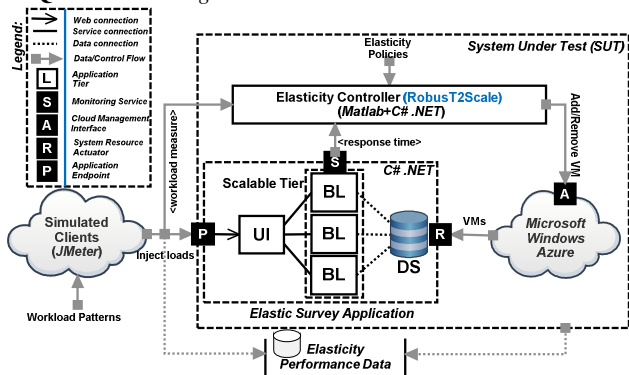 Legend:
Web connection
Service connection
Data connection
Data/Control Flow
L
Application
Tier
S
Monitoring Service
A
Cloud Management
Interface
R
System Resource
Actuator
P
Application
Endpoint
Elasticity
Policies
System Under Test (SUT)
Elasticity Controller (RobusT2Scale)
(Matlab+C# .NET)
<workload measure>
<response time>
Add/Remove VM
S
C# .NET
Scalable Tier
A
BL
BL
BL
UI
P
DS
R
VMs
Simulated
Clients
(JMeter)
Inject loads
Microsoft
Windows
Azure
Workload Patterns
Elastic Survey Application
Elasticity
Performance Data